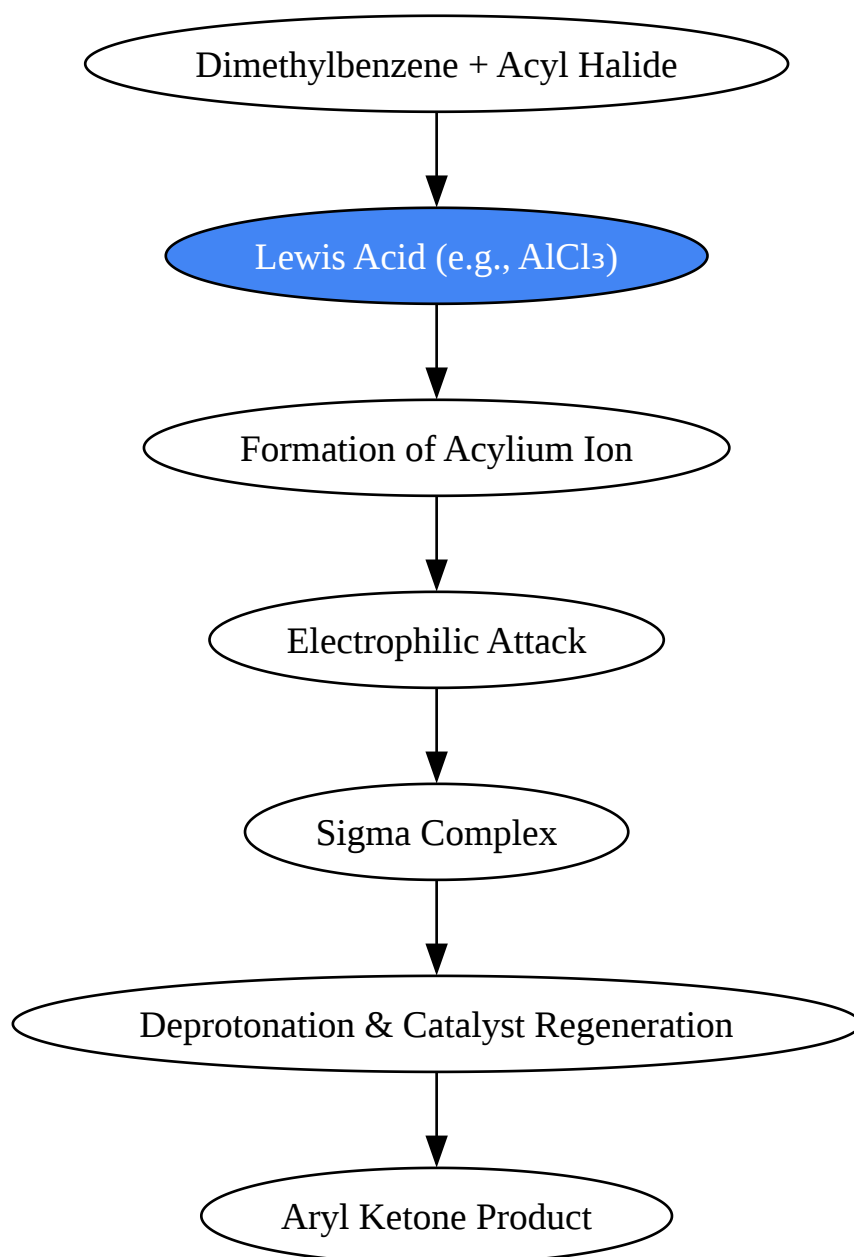 Dimethylbenzene + Acyl Halide
Lewis Acid (e.g., AlCl₃)
Formation of Acylium Ion
Electrophilic Attack
Sigma Complex
Deprotonation & Catalyst Regeneration
Aryl Ketone Product